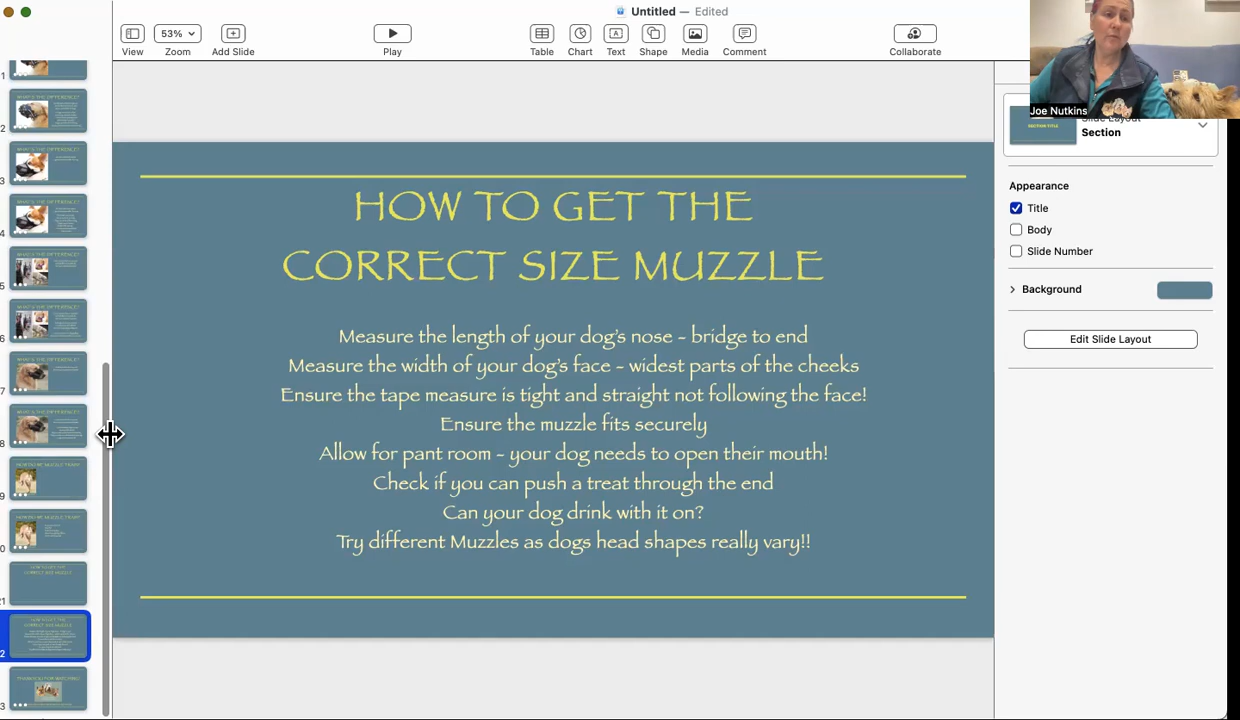 Untitled — Edited
View
53%
Zoom
Add Slide
Play
Table
Chart
Text
Shape
Media
Comment
Collaborate
Joe Nutkins
Section
Appearance
Title
Body
Slide Number
Background
Edit Slide Layout
SECTION TITLE
HOW TO GET THE
CORRECT SIZE MUZZLE
Measure the length of your dog's nose - bridge to end
Measure the width of your dog's face - widest parts of the cheeks
Ensure the tape measure is tight and straight not following the face!
Ensure the muzzle fits securely
Allow for pant room - your dog needs to open their mouth!
Check if you can push a treat through the end
Can your dog drink with it on?
Try different Muzzles as dogs head shapes really vary!!